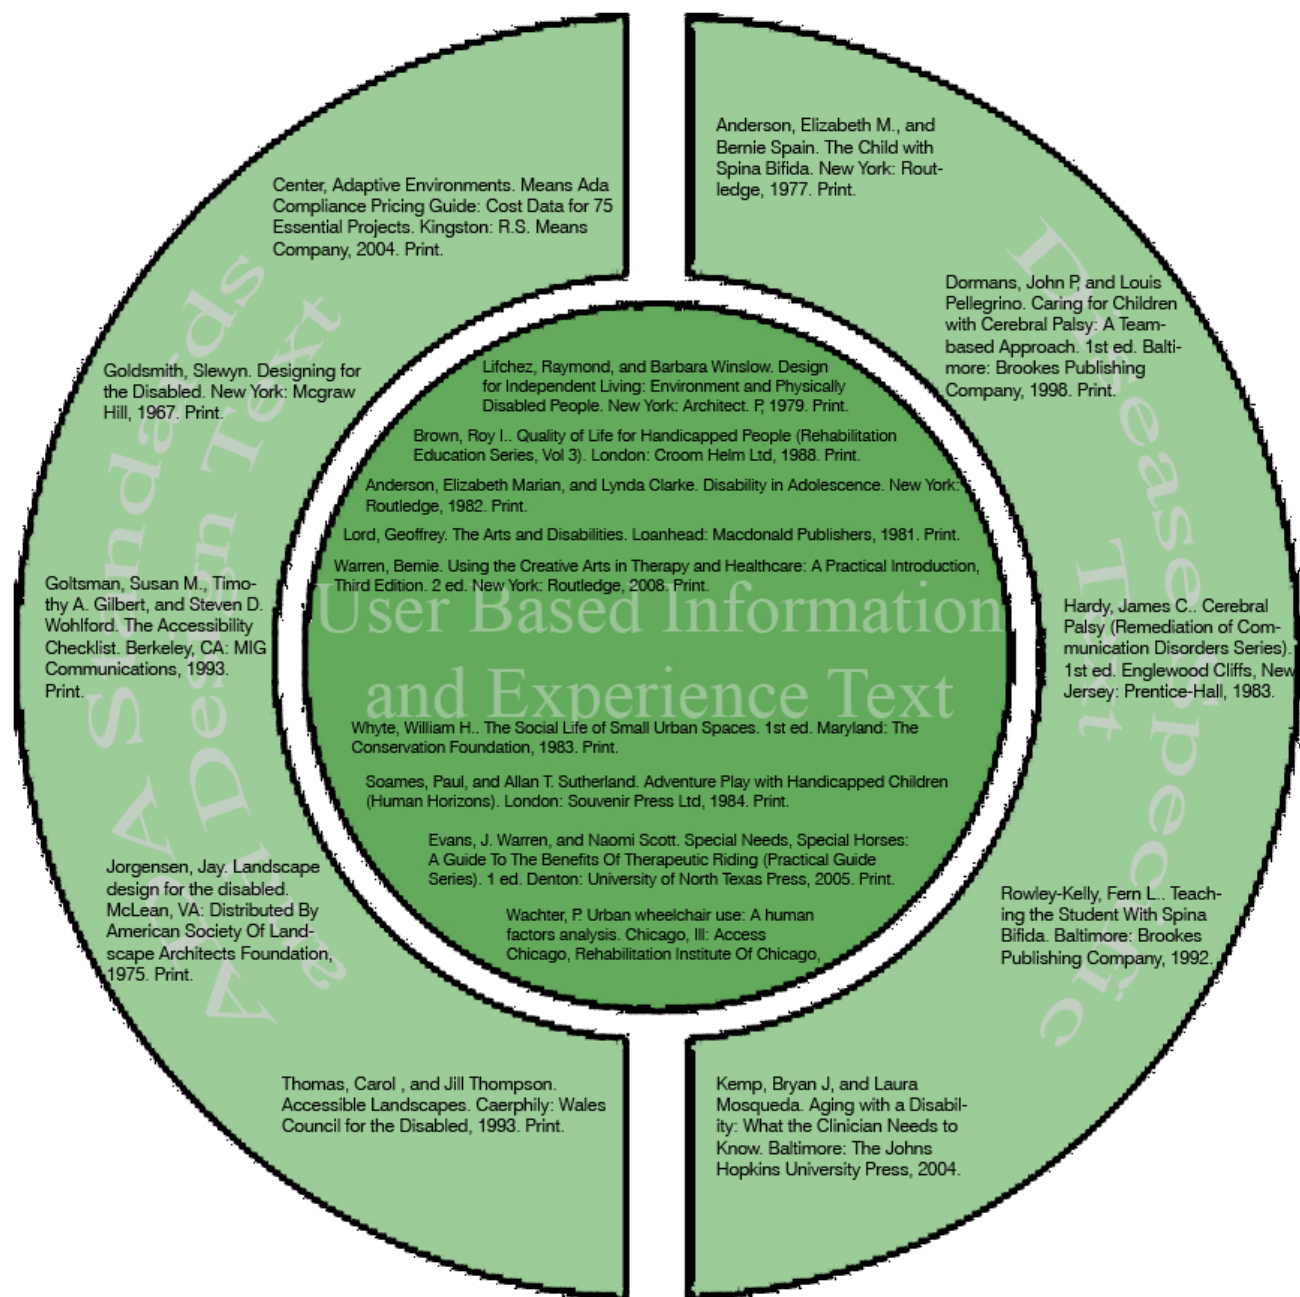 Center, Adaptive Environments. Means Ada
Compliance Pricing Guide: Cost Data for 75
Essential Projects. Kingston: R.S. Means
Company, 2004. Print.
Goldsmith, Slewyn. Designing for
the Disabled. New York: Mcgraw
Hill, 1967. Print.
Goltsman, Susan M., Timo-
thy A. Gilbert, and Steven D.
Wohlford. The Accessibility
Checklist. Berkeley, CA: MIG
Communications, 1993.
Print.
Jorgensen, Jay. Landscape
design for the disabled.
McLean, VA: Distributed By
American Society Of Land-
scape Architects Foundation,
1975. Print.
Thomas, Carol , and Jill Thompson.
Accessible Landscapes. Caerphily: Wales
Council for the Disabled, 1993. Print.
ADA Standards
and Design Text
Lifchez, Raymond, and Barbara Winslow. Design
for Independent Living: Environment and Physically
Disabled People. New York: Architect. P, 1979. Print.
Brown, Roy I.. Quality of Life for Handicapped People (Rehabilitation
Education Series, Vol 3). London: Croom Helm Ltd, 1988. Print.
Anderson, Elizabeth Marian, and Lynda Clarke. Disability in Adolescence. New York:
Routledge, 1982. Print.
Lord, Geoffrey. The Arts and Disabilities. Loanhead: Macdonald Publishers, 1981. Print.
Warren, Bernie. Using the Creative Arts in Therapy and Healthcare: A Practical Introduction,
Third Edition. 2 ed. New York: Routledge, 2008. Print.
User Based Information
and Experience Text
Whyte, William H.. The Social Life of Small Urban Spaces. 1st ed. Maryland: The
Conservation Foundation, 1983. Print.
Soames, Paul, and Allan T. Sutherland. Adventure Play with Handicapped Children
(Human Horizons). London: Souvenir Press Ltd, 1984. Print.
Evans, J. Warren, and Naomi Scott. Special Needs, Special Horses:
A Guide To The Benefits Of Therapeutic Riding (Practical Guide
Series). 1 ed. Denton: University of North Texas Press, 2005. Print.
Wachter, P. Urban wheelchair use: A human
factors analysis. Chicago, Ill: Access
Chicago, Rehabilitation Institute Of Chicago,
Anderson, Elizabeth M., and
Bernie Spain. The Child with
Spina Bifida. New York: Rout-
ledge, 1977. Print.
Dormans, John P, and Louis
Pellegrino. Caring for Children
with Cerebral Palsy: A Team-
based Approach. 1st ed. Balti-
more: Brookes Publishing
Company, 1998. Print.
Hardy, James C.. Cerebral
Palsy (Remediation of Com-
munication Disorders Series).
1st ed. Englewood Cliffs, New
Jersey: Prentice-Hall, 1983.
Rowley-Kelly, Fern L.. Teach-
ing the Student With Spina
Bifida. Baltimore: Brookes
Publishing Company, 1992.
Kemp, Bryan J, and Laura
Mosqueda. Aging with a Disabil-
ity: What the Clinician Needs to
Know. Baltimore: The Johns
Hopkins University Press, 2004.
Disease Specific
Text